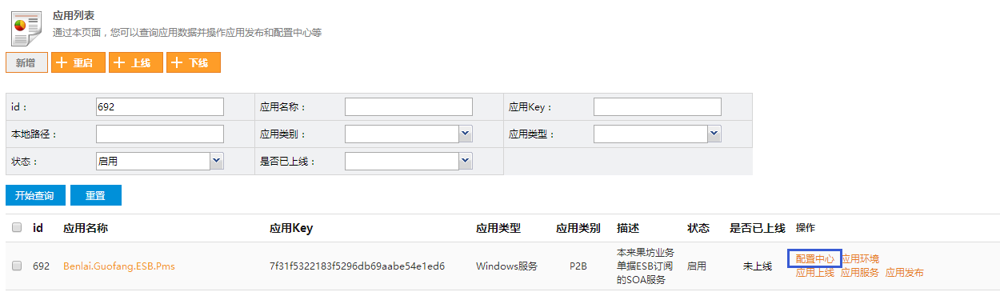 应用列表
通过本页面，您可以查询应用数据并操作应用发布和配置中心等
新增 重启 上线 下线
id： 692 应用名称： 应用Key：
本地路径： 应用类别： 应用类型：
状态： 启用 是否已上线：
开始查询 重置
id 应用名称 应用Key 应用类型 应用类别 描述 状态 是否已上线 操作
692 Benlai.Guofang.ESB.Pms 7f31f5322183f5296db69aabe54e1ed6 Windows服务 P2B 本来果坊业务 启用 未上线 配置中心 应用环境
单据ESB订阅
的SOA服务 应用上线 应用服务 应用发布